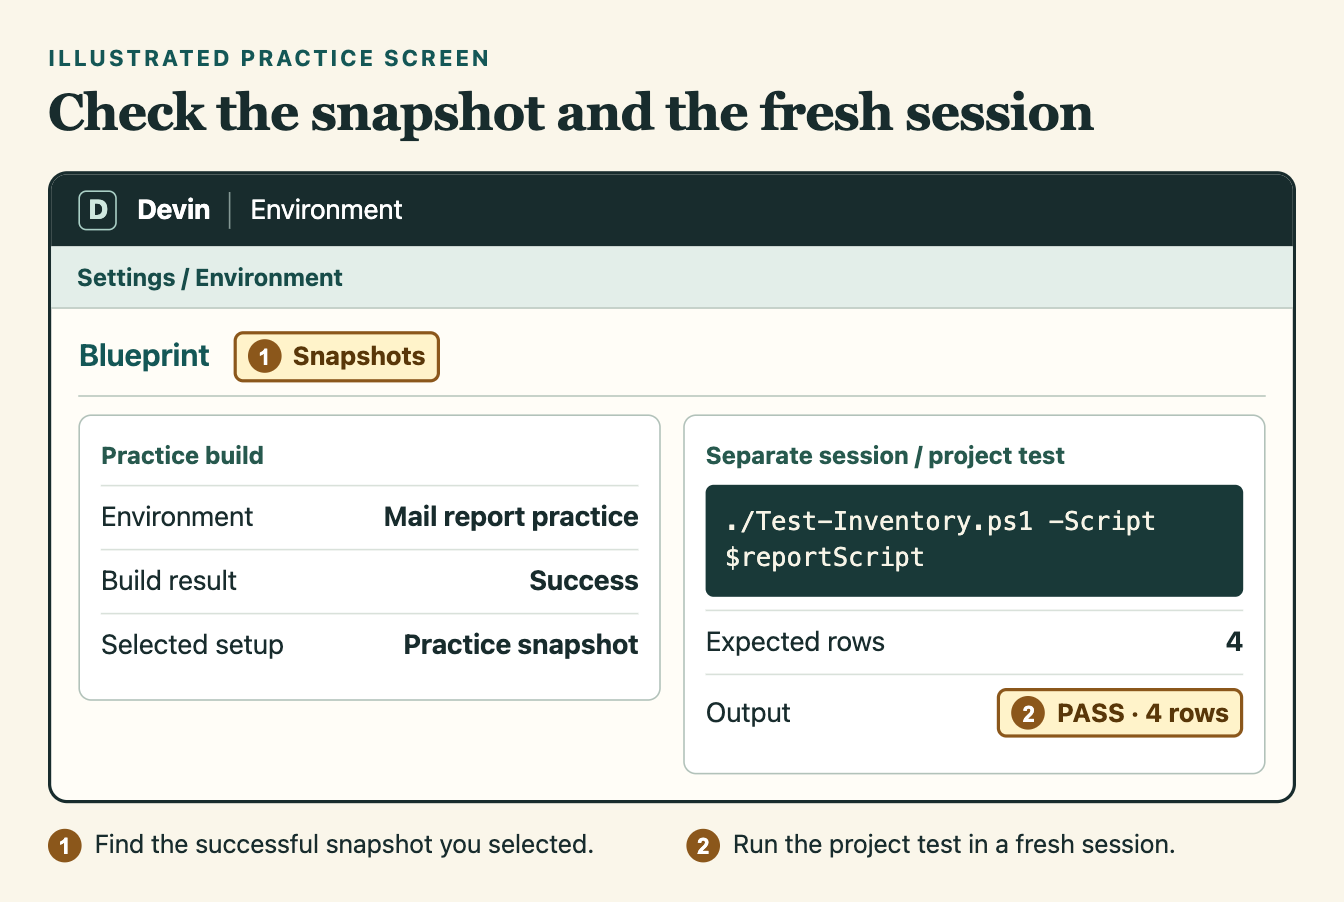 ILLUSTRATED PRACTICE SCREEN
Check the snapshot and the fresh session
D Devin Environment
Settings / Environment
Blueprint 1 Snapshots
Practice build
Environment Mail report practice
Build result Success
Selected setup Practice snapshot
Separate session / project test
./Test-Inventory.ps1 -Script
$reportScript
Expected rows 4
Output 2 PASS · 4 rows
1 Find the successful snapshot you selected.
2 Run the project test in a fresh session.